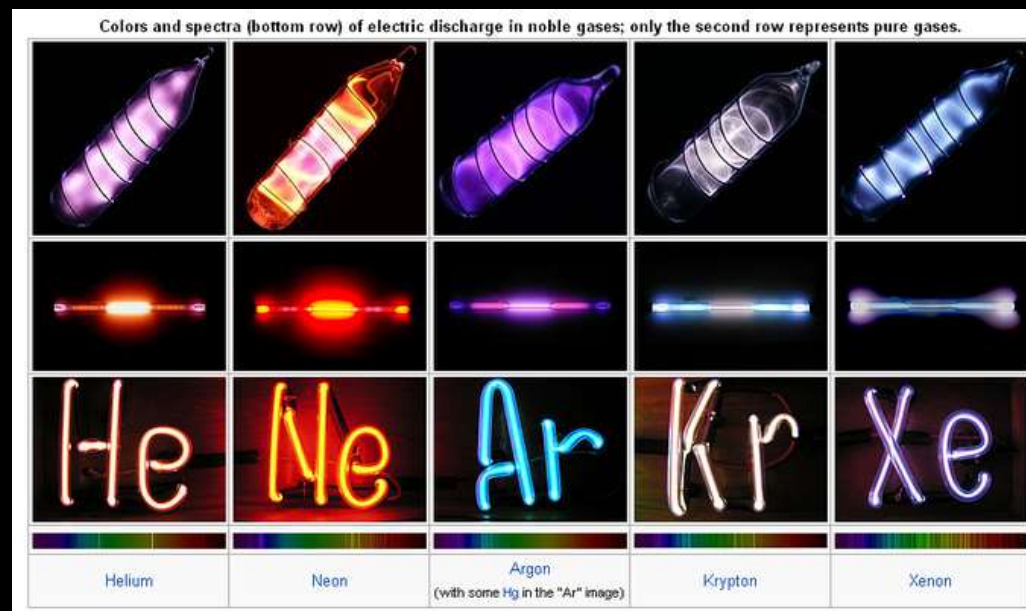 Colors and spectra (bottom row) of electric discharge in noble gases; only the second row represents pure gases.
He Ne Ar Kr Xe
Helium Neon Argon Krypton Xenon
(with some Hg in the "Ar" image)